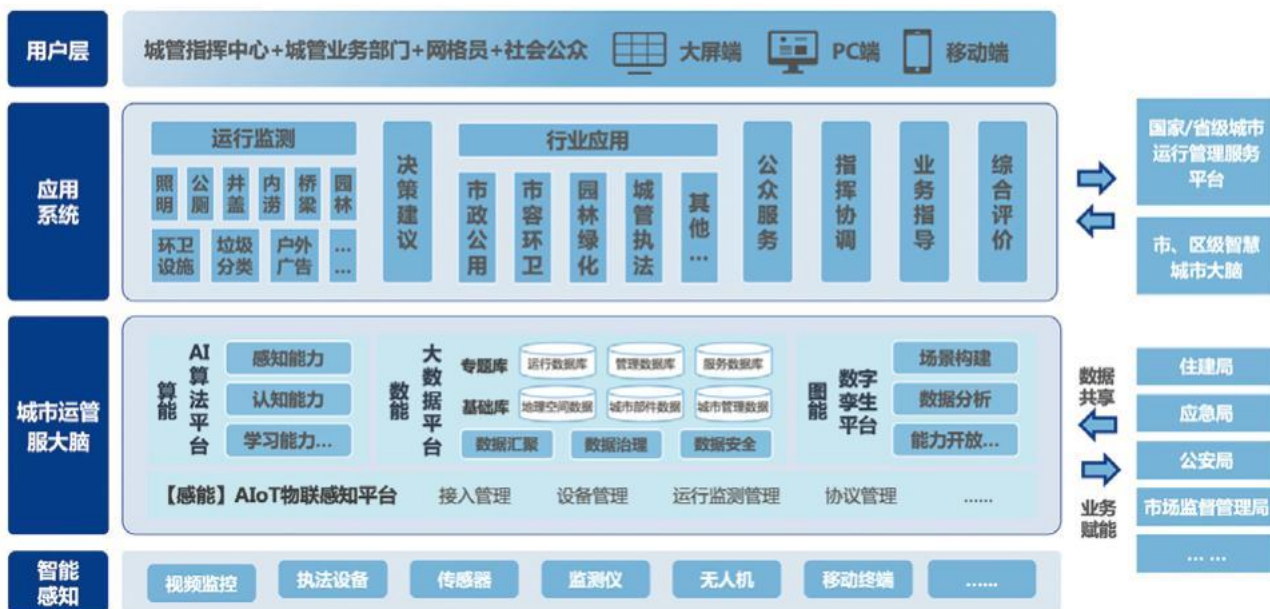 用户层
城管指挥中心+城管业务部门+网格员+社会公众
大屏端
PC端
移动端
应用
系统
运行监测
照明
公厕
井盖
内涝
桥梁
园林
环卫
设施
垃圾
分类
户外
广告
...
...
决策建议
行业应用
市政公用
市容环卫
园林绿化
城管执法
其他...
公众服务
指挥协调
业务指导
综合评价
国家/省级城市
运行管理服务
平台
市、区级智慧
城市大脑
城市运管
服大脑
算能
AI算法平台
感知能力
认知能力
学习能力...
数能
大数据平台
专题库
运行数据库
管理数据库
服务数据库
基础库
地理空间数据
城市部件数据
城市管理数据
数据汇聚
数据治理
数据安全
图能
数字
孪生
平台
场景构建
数据分析
能力开放...
【感能】AIoT物联感知平台
接入管理
设备管理
运行监测管理
协议管理
......
数据
共享
业务
赋能
住建局
应急局
公安局
市场监督管理局
... ...
智能
感知
视频监控
执法设备
传感器
监测仪
无人机
移动终端
......